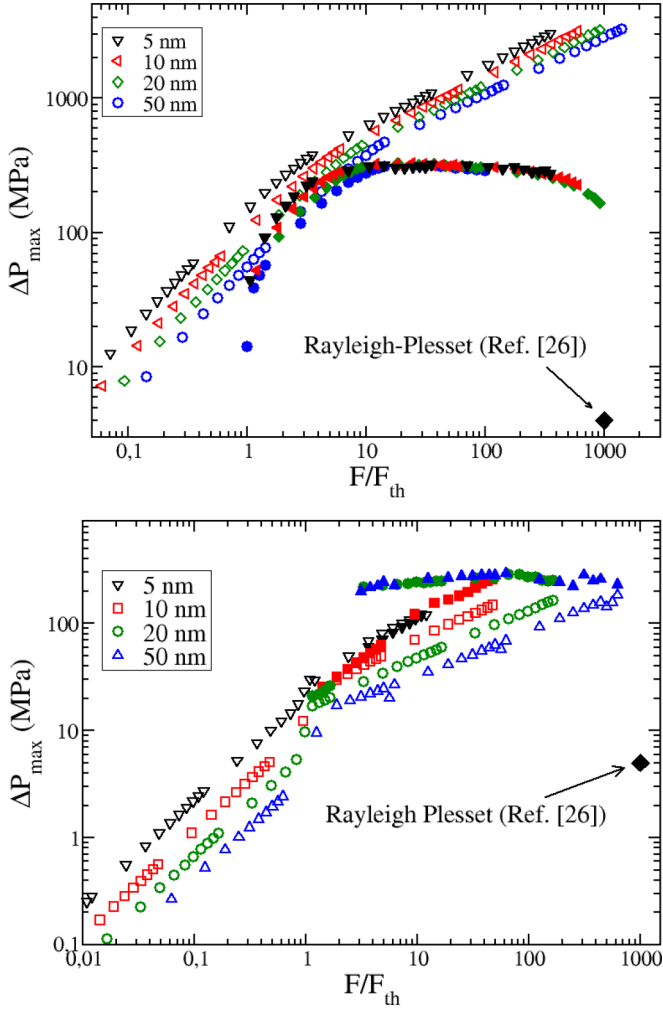 5 nm
10 nm
20 nm
50 nm
1000
100
10
ΔP_max (MPa)
Rayleigh-Plesset (Ref. [26])
0,1 1 10 100 1000
F/F_th
5 nm
10 nm
20 nm
50 nm
100
10
1
0,1
ΔP_max (MPa)
Rayleigh Plesset (Ref. [26])
0,01 0,1 1 10 100 1000
F/F_th